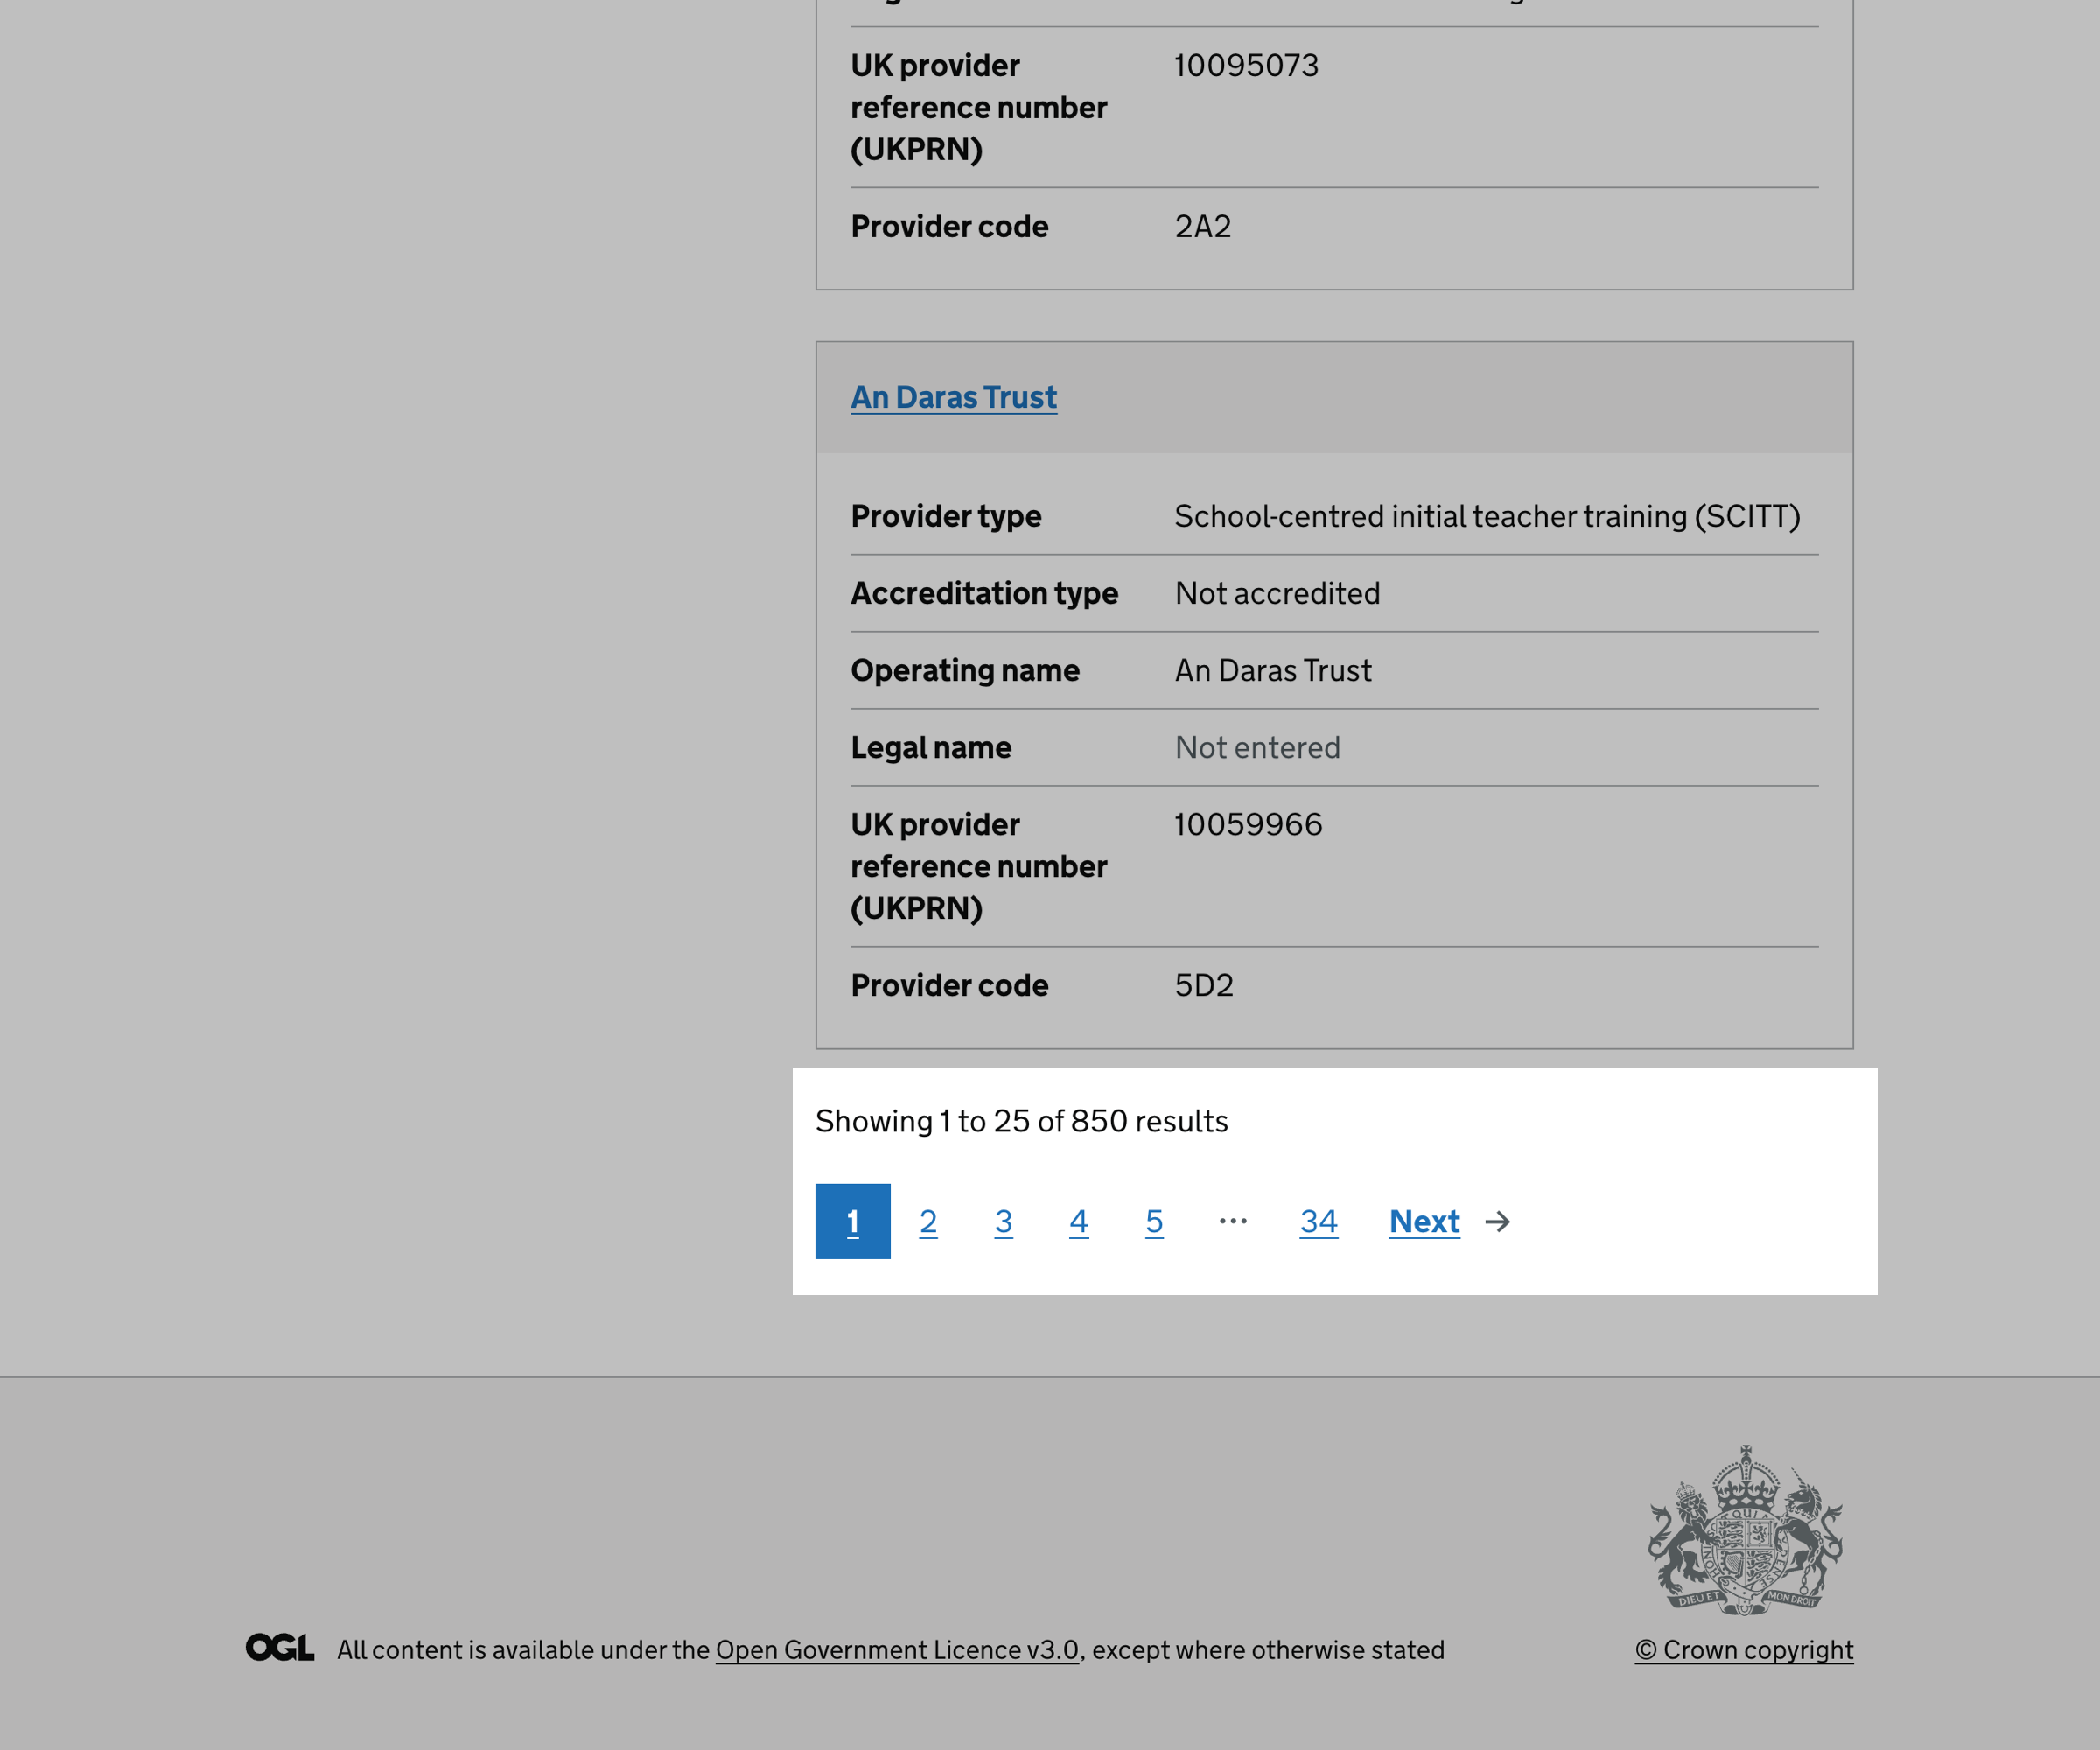 UK provider 10095073
reference number
(UKPRN)
Provider code 2A2
An Daras Trust
Provider type School-centred initial teacher training (SCITT)
Accreditation type Not accredited
Operating name An Daras Trust
Legal name Not entered
UK provider 10059966
reference number
(UKPRN)
Provider code 5D2
Showing 1 to 25 of 850 results
1 2 3 4 5 ... 34 Next →
DIEU ET MON DROIT
OGL All content is available under the Open Government Licence v3.0, except where otherwise stated © Crown copyright